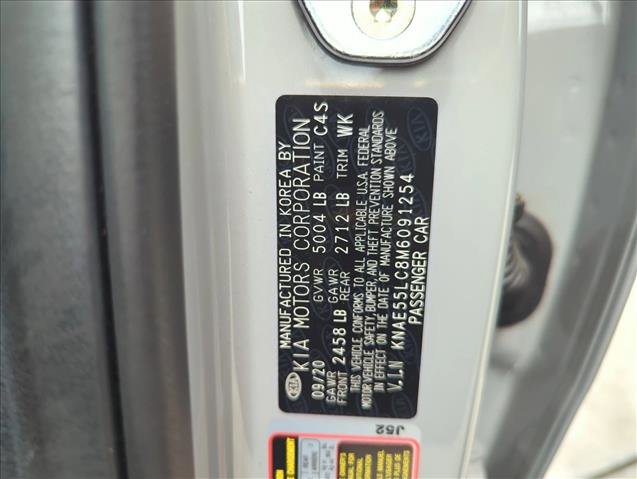 MANUFACTURED IN KOREA BY
KIA MOTORS CORPORATION
09/20 GVWR 5004 LB PAINT C4S
GAWR FRONT 2458 LB GAWR REAR 2712 LB TRIM WK
THIS VEHICLE CONFORMS TO ALL APPLICABLE U.S.A. FEDERAL
MOTOR VEHICLE SAFETY, BUMPER, AND THEFT PREVENTION STANDARDS
IN EFFECT ON THE DATE OF MANUFACTURE SHOWN ABOVE
V.I.N KNAE55LC8M6091254
PASSENGER CAR
KIA
J52